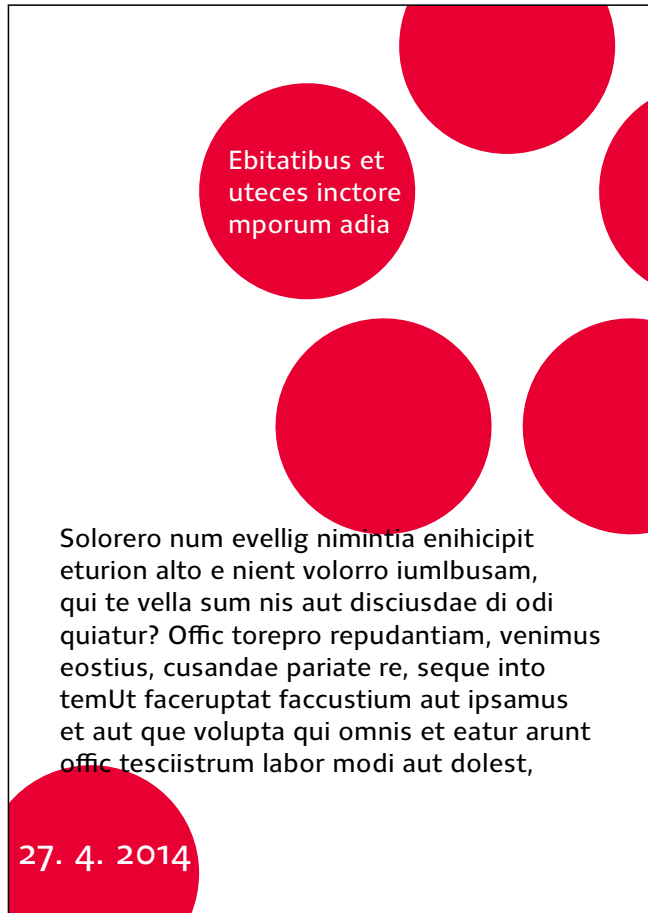 Ebitatibus et
uteces inctore
mporum adia
Solorero num evellig nimintia enihicipit
eturion alto e nient volorro iumIbusam,
qui te vella sum nis aut disciusdae di odi
quiatur? Offic torepro repudantiam, venimus
eostius, cusandae pariate re, seque into
temUt faceruptat faccustium aut ipsamus
et aut que volupta qui omnis et eatur arunt
offic tesciistrum labor modi aut dolest,
27. 4. 2014